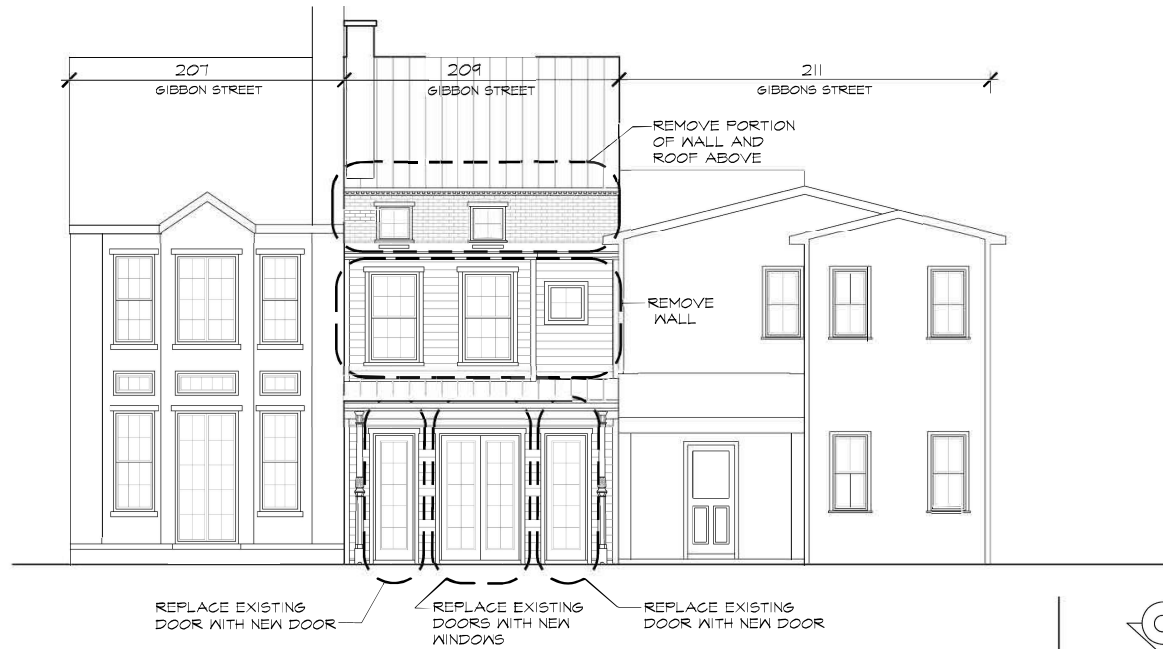 207
GIBBON STREET
209
GIBBON STREET
211
GIBBONS STREET
REMOVE PORTION
OF WALL AND
ROOF ABOVE
REMOVE
WALL
REPLACE EXISTING
DOOR WITH NEW DOOR
REPLACE EXISTING
DOORS WITH NEW
WINDOWS
REPLACE EXISTING
DOOR WITH NEW DOOR